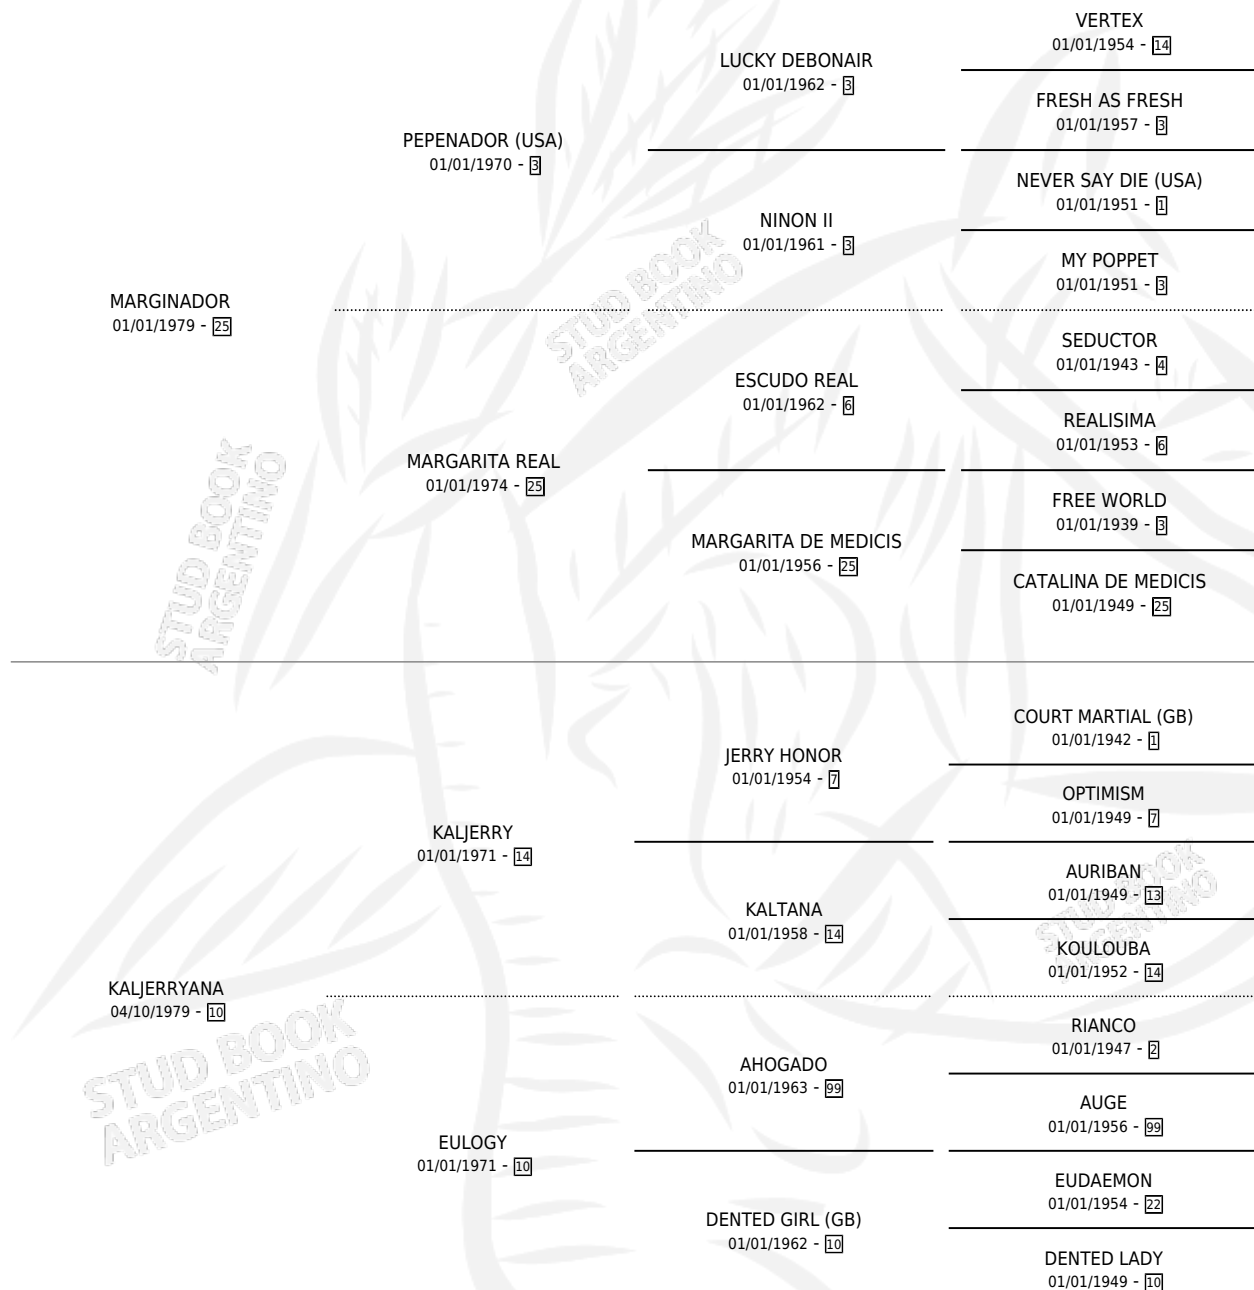 VERTEX
01/01/1954 - 14
LUCKY DEBONAIR
01/01/1962 - 3
FRESH AS FRESH
01/01/1957 - 3
PEPENADOR (USA)
01/01/1970 - 3
NEVER SAY DIE (USA)
01/01/1951 - 1
NINON II
01/01/1961 - 3
MY POPPET
01/01/1951 - 3
MARGINADOR
01/01/1979 - 25
SEDUCTOR
01/01/1943 - 4
ESCUDO REAL
01/01/1962 - 6
REALISIMA
01/01/1953 - 6
MARGARITA REAL
01/01/1974 - 25
FREE WORLD
01/01/1939 - 3
MARGARITA DE MEDICIS
01/01/1956 - 25
CATALINA DE MEDICIS
01/01/1949 - 25
COURT MARTIAL (GB)
01/01/1942 - 1
JERRY HONOR
01/01/1954 - 7
OPTIMISM
01/01/1949 - 7
KALJERRY
01/01/1971 - 14
AURIBAN
01/01/1949 - 13
KALTANA
01/01/1958 - 14
KOULOUBA
01/01/1952 - 14
KALJERRYANA
04/10/1979 - 10
RIANCO
01/01/1947 - 2
AHOGADO
01/01/1963 - 99
AUGE
01/01/1956 - 99
EULOGY
01/01/1971 - 10
EUDAEMON
01/01/1954 - 22
DENTED GIRL (GB)
01/01/1962 - 10
DENTED LADY
01/01/1949 - 10
STUD BOOK
ARGENTINO
STUD BOOK
ARGENTINO
STUD BOOK
ARGENTINO
STUD BOOK
ARGENTINO